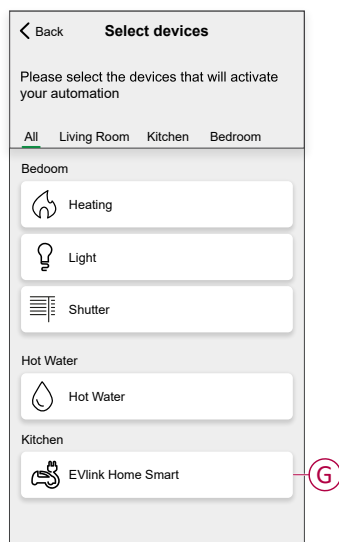 Back Select devices
Please select the devices that will activate
your automation
All Living Room Kitchen Bedroom
Bedoom
Heating
Light
Shutter
Hot Water
Hot Water
Kitchen
EVlink Home Smart
G